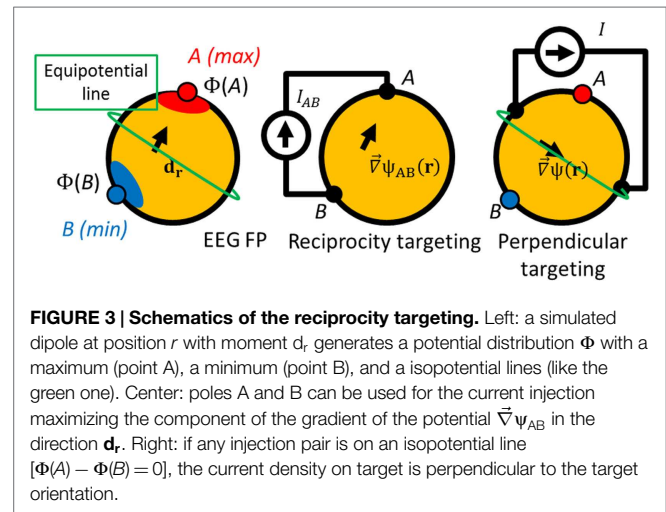 Equipotential
line
A (max)
Φ(A)
d_r
Φ(B)
B (min)
EEG FP
A
I_AB
∇⃗ψ_AB(r)
B
Reciprocity targeting
I
A
∇⃗ψ(r)
B
Perpendicular
targeting
FIGURE 3 | Schematics of the reciprocity targeting. Left: a simulated
dipole at position r with moment d_r generates a potential distribution Φ with a
maximum (point A), a minimum (point B), and a isopotential lines (like the
green one). Center: poles A and B can be used for the current injection
maximizing the component of the gradient of the potential ∇⃗ψ_AB in the
direction d_r. Right: if any injection pair is on an isopotential line
[Φ(A) − Φ(B) = 0], the current density on target is perpendicular to the target
orientation.